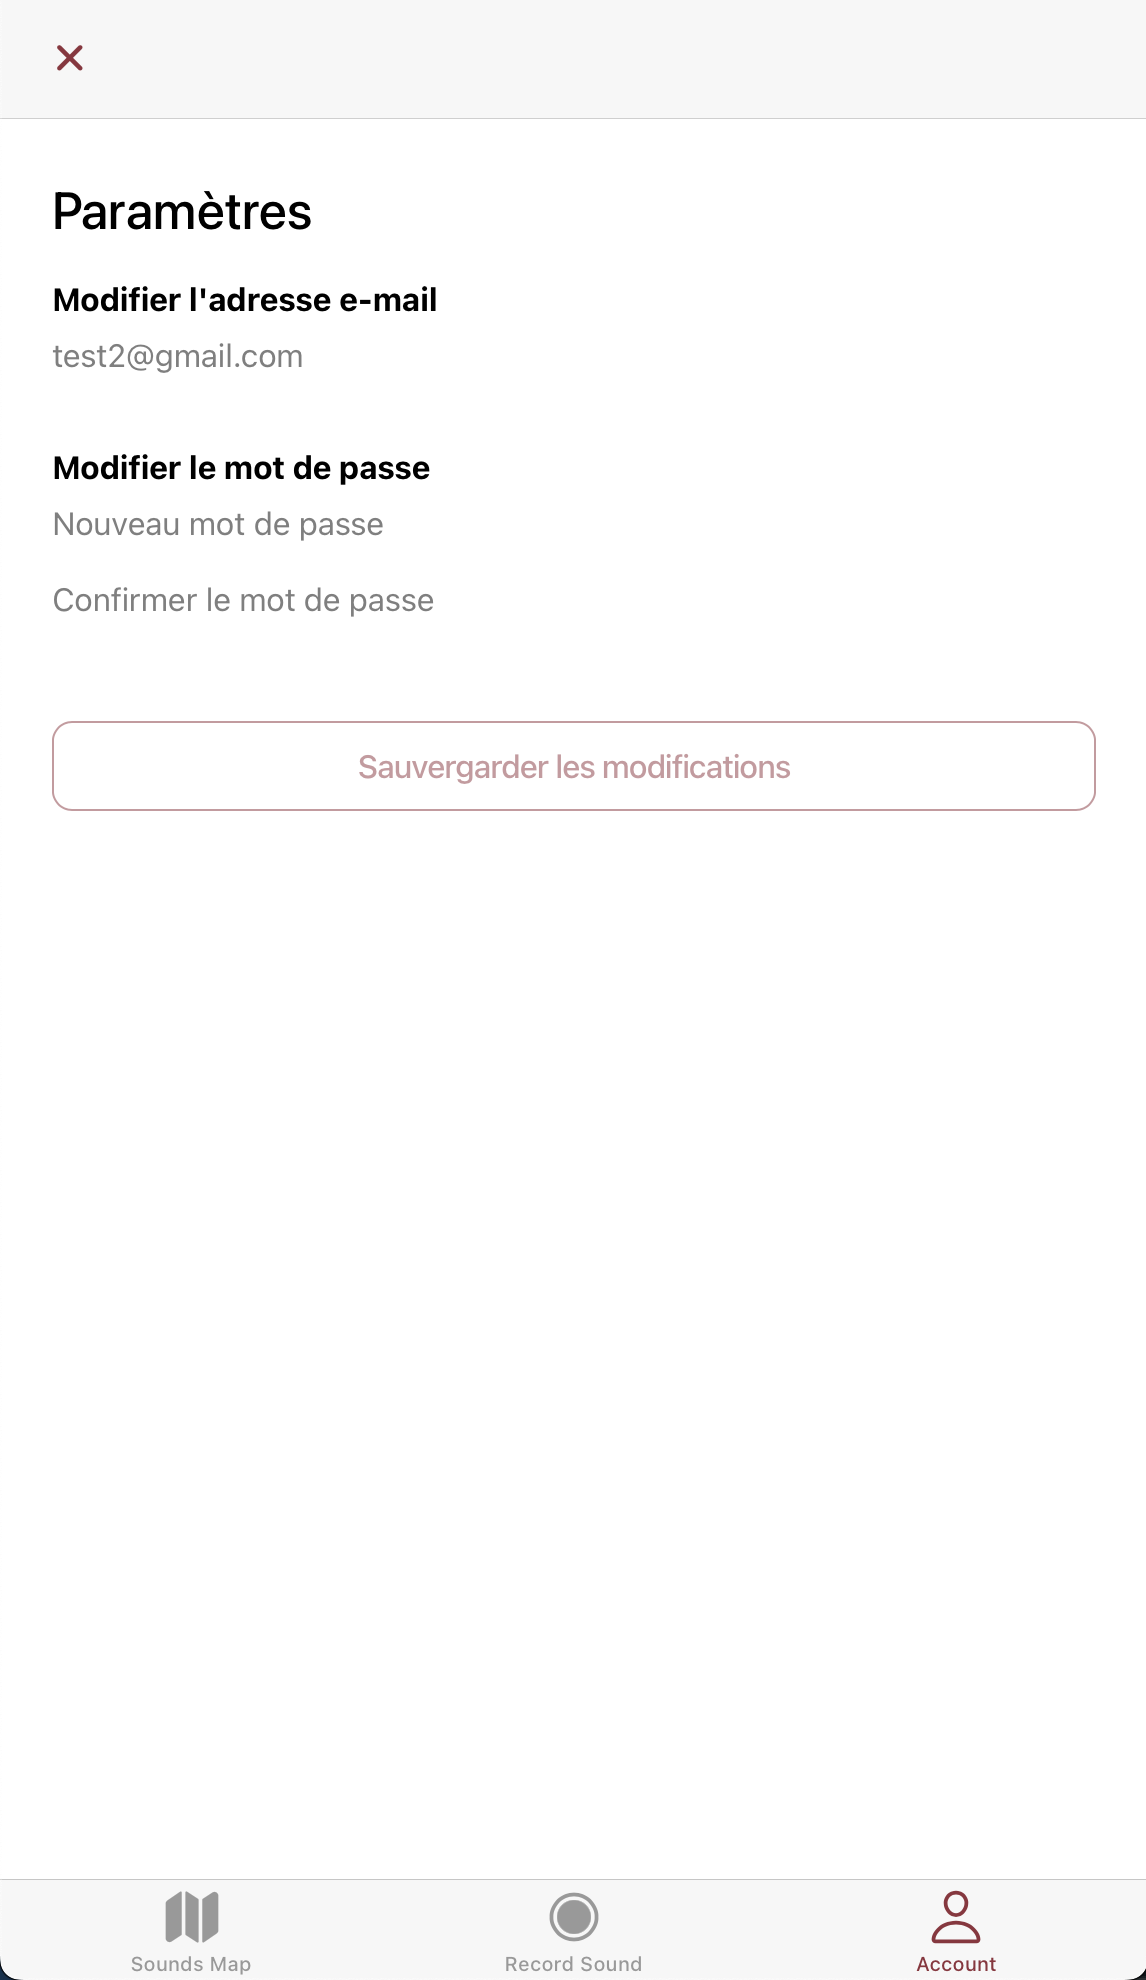 Paramètres
Modifier l'adresse e-mail
test2@gmail.com
Modifier le mot de passe
Nouveau mot de passe
Confirmer le mot de passe
Sauvergarder les modifications
Sounds Map
Record Sound
Account